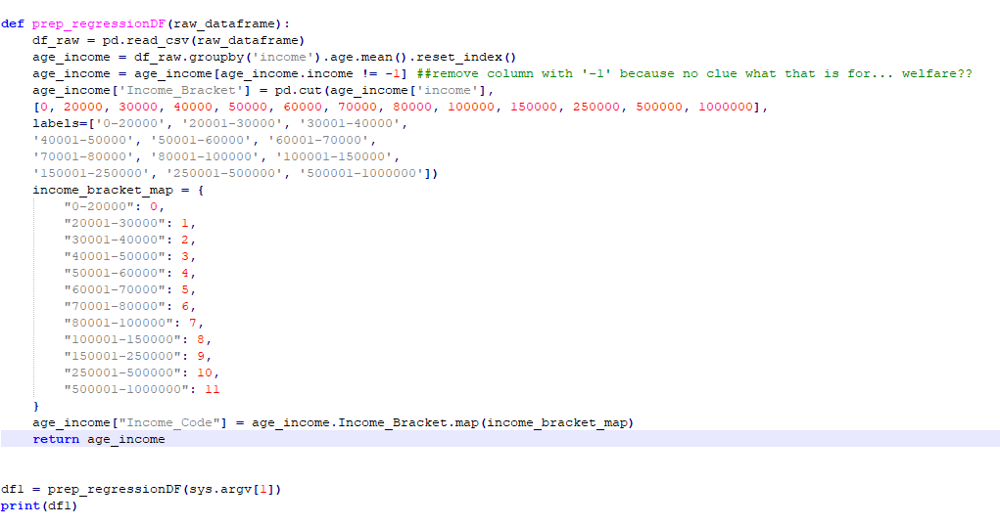 def prep_regressionDF(raw_dataframe):
    df_raw = pd.read_csv(raw_dataframe)
    age_income = df_raw.groupby('income').age.mean().reset_index()
    age_income = age_income[age_income.income != -1] ##remove column with '-1' because no clue what that is for... welfare??
    age_income['Income_Bracket'] = pd.cut(age_income['income'],
    [0, 20000, 30000, 40000, 50000, 60000, 70000, 80000, 100000, 150000, 250000, 500000, 1000000],
    labels=['0-20000', '20001-30000', '30001-40000',
    '40001-50000', '50001-60000', '60001-70000',
    '70001-80000', '80001-100000', '100001-150000',
    '150001-250000', '250001-500000', '500001-1000000'])
    income_bracket_map = {
        "0-20000": 0,
        "20001-30000": 1,
        "30001-40000": 2,
        "40001-50000": 3,
        "50001-60000": 4,
        "60001-70000": 5,
        "70001-80000": 6,
        "80001-100000": 7,
        "100001-150000": 8,
        "150001-250000": 9,
        "250001-500000": 10,
        "500001-1000000": 11
    }
    age_income["Income_Code"] = age_income.Income_Bracket.map(income_bracket_map)
    return age_income
df1 = prep_regressionDF(sys.argv[1])
print(df1)